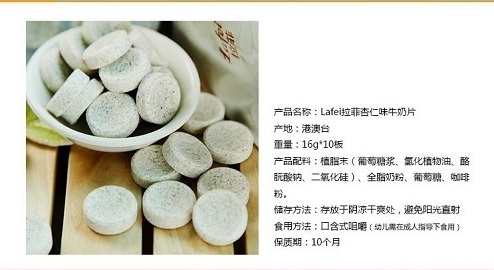 Lafei
产品名称：Lafei拉菲杏仁味牛奶片
产地：港澳台
重量：16g*10板
产品配料：植脂末（葡萄糖浆、氢化植物油、酪
朊酸钠、二氧化硅）、全脂奶粉、葡萄糖、咖啡
粉。
储存方法：存放于阴凉干爽处，避免阳光直射
食用方法：口含式咀嚼（幼儿需在成人指导下食用）
保质期：10个月